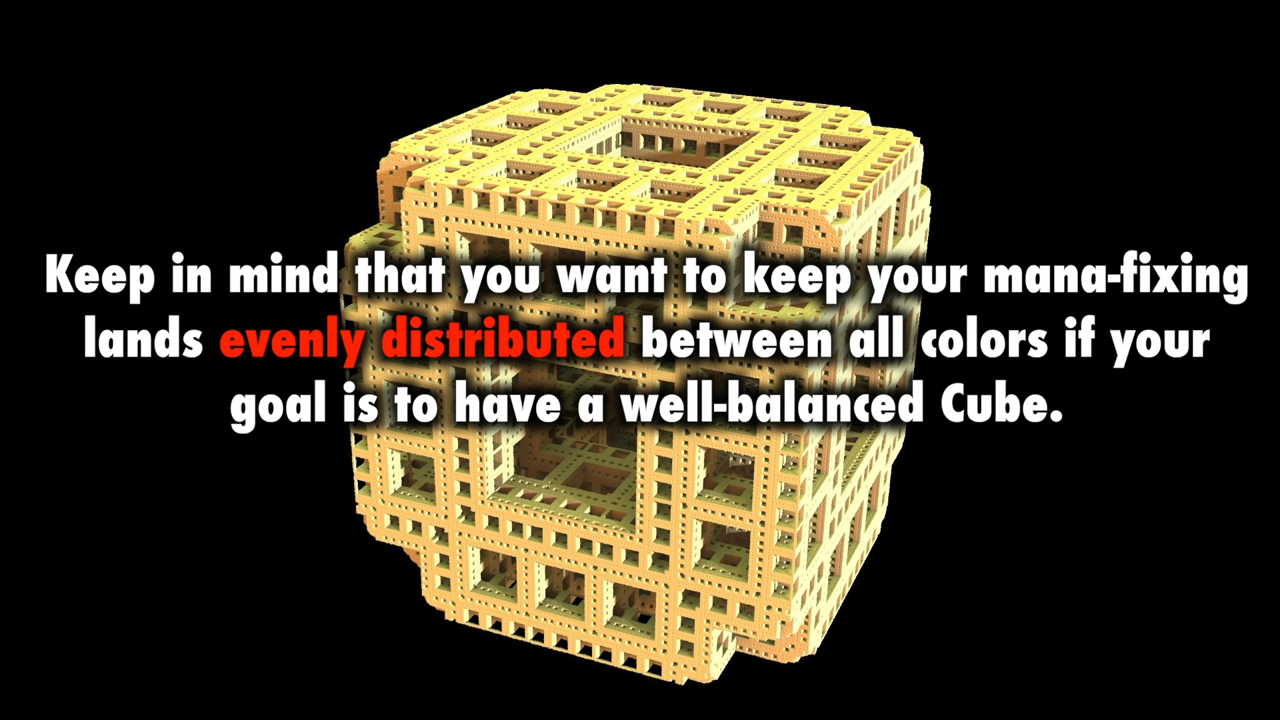 Keep in mind that you want to keep your mana-fixing
lands evenly distributed between all colors if your
goal is to have a well-balanced Cube.